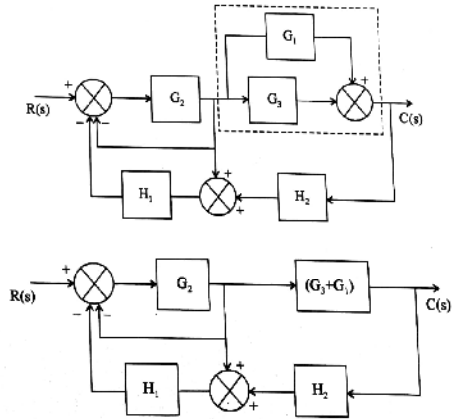 G₁
+
+
R(s)
G₂
G₃
C(s)
− −
+
H₁
+
+
H₂
+
R(s)
G₂
(G₃+G₁)
C(s)
− −
+
H₁
+
H₂